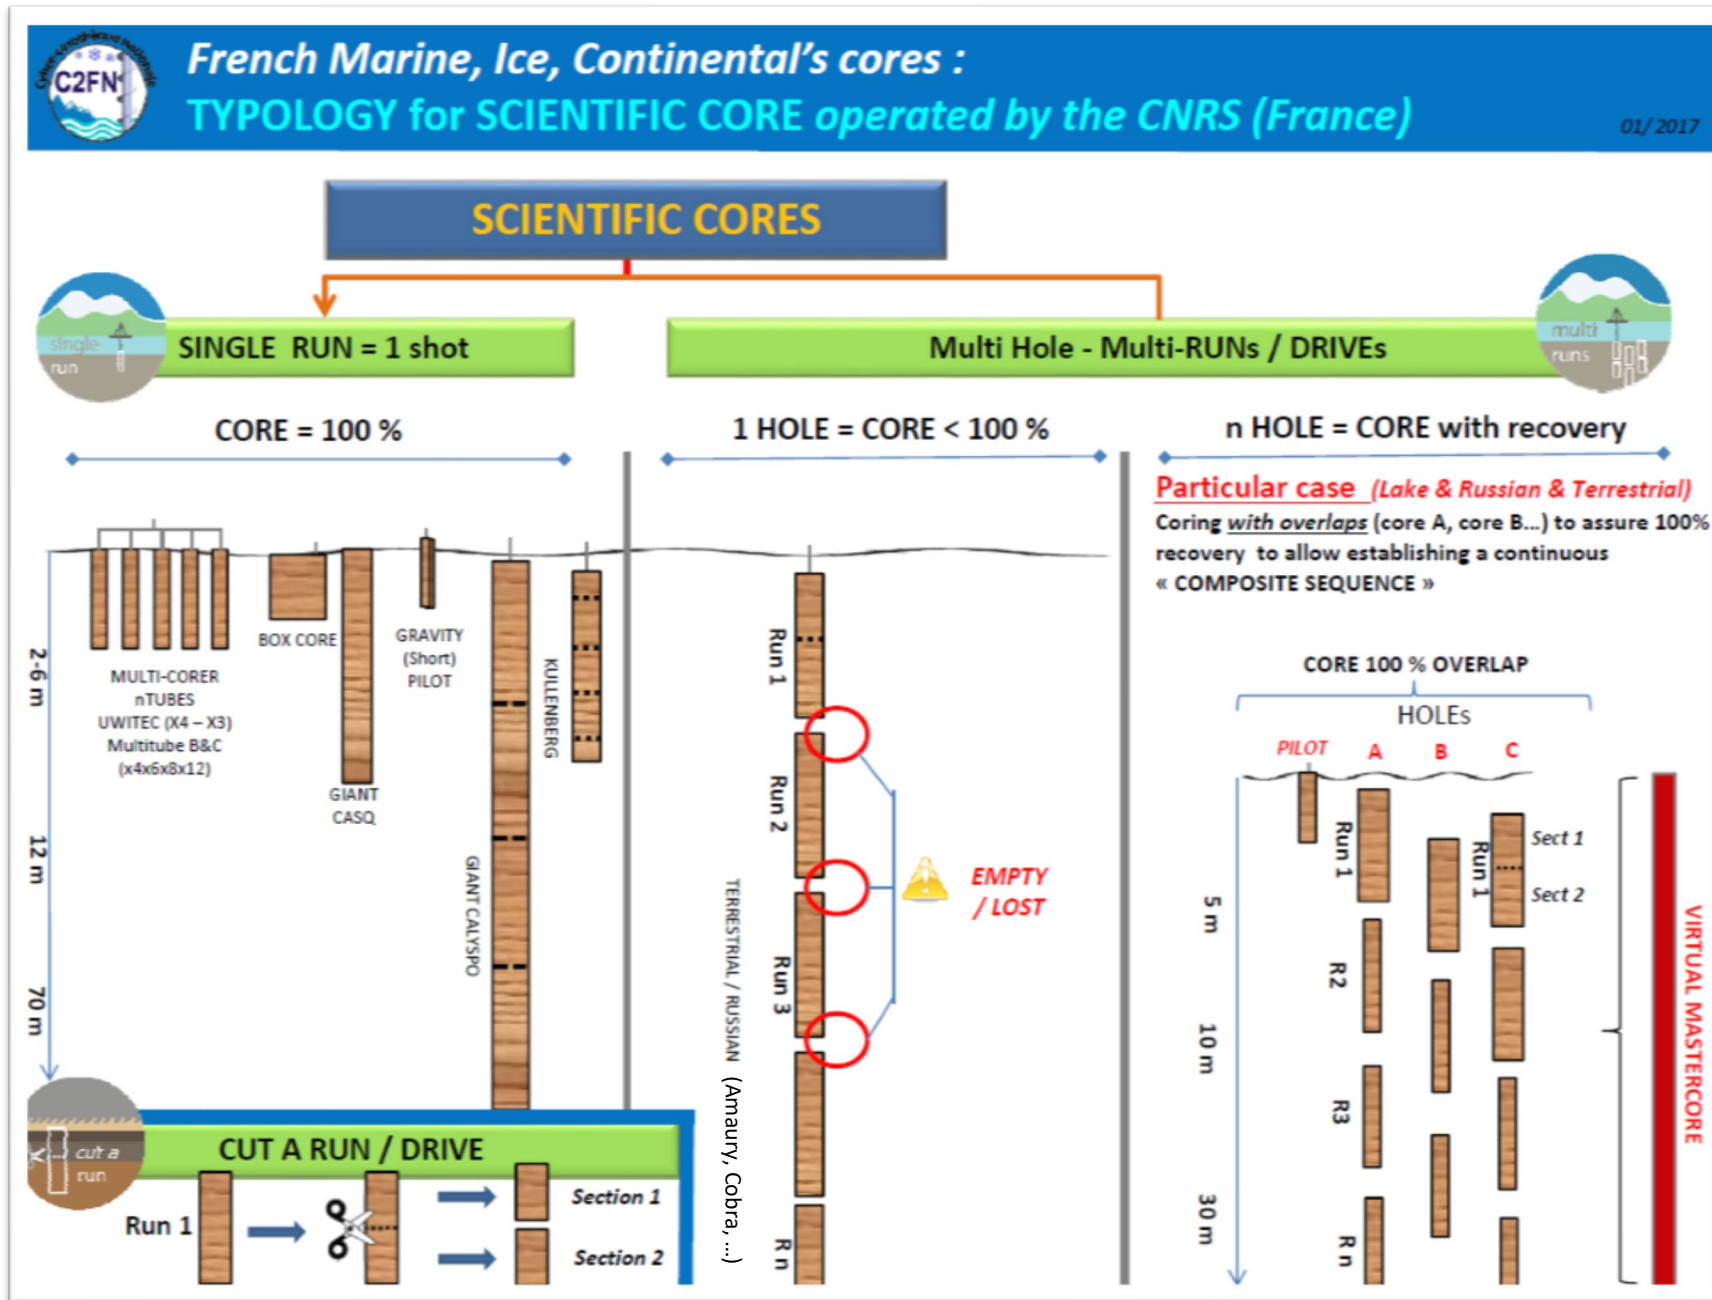 C2FN
French Marine, Ice, Continental's cores :
TYPOLOGY for SCIENTIFIC CORE operated by the CNRS (France)
01/ 2017
SCIENTIFIC CORES
single
run
SINGLE RUN = 1 shot
Multi Hole - Multi-RUNs / DRIVEs
multi
runs
CORE = 100 %
1 HOLE = CORE < 100 %
n HOLE = CORE with recovery
Particular case (Lake & Russian & Terrestrial)
Coring with overlaps (core A, core B...) to assure 100%
recovery to allow establishing a continuous
« COMPOSITE SEQUENCE »
2-6 m
12 m
70 m
MULTI-CORER
nTUBES
UWITEC (X4 – X3)
Multitube B&C
(x4x6x8x12)
BOX CORE
GIANT
CASQ
GRAVITY
(Short)
PILOT
GIANT CALYSPO
KULLENBERG
Run 1
Run 2
Run 3
R n
TERRESTRIAL / RUSSIAN (Amaury, Cobra, ...)
EMPTY
/ LOST
CORE 100 % OVERLAP
HOLEs
PILOT
A
B
C
Run 1
R2
R3
R n
Run 1
Sect 1
Sect 2
5 m
10 m
30 m
VIRTUAL MASTERCORE
cut a
run
CUT A RUN / DRIVE
Run 1
Section 1
Section 2